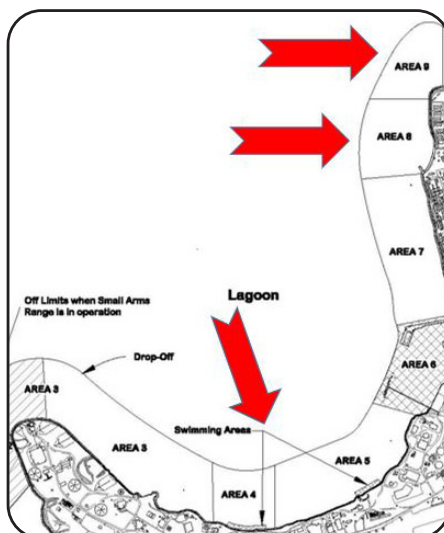 AREA 9
AREA 8
AREA 7
Lagoon
Off Limits when Small Arms
Range is in operation
Drop-Off
AREA 6
AREA 3
Swimming Areas
AREA 3
AREA 5
AREA 4